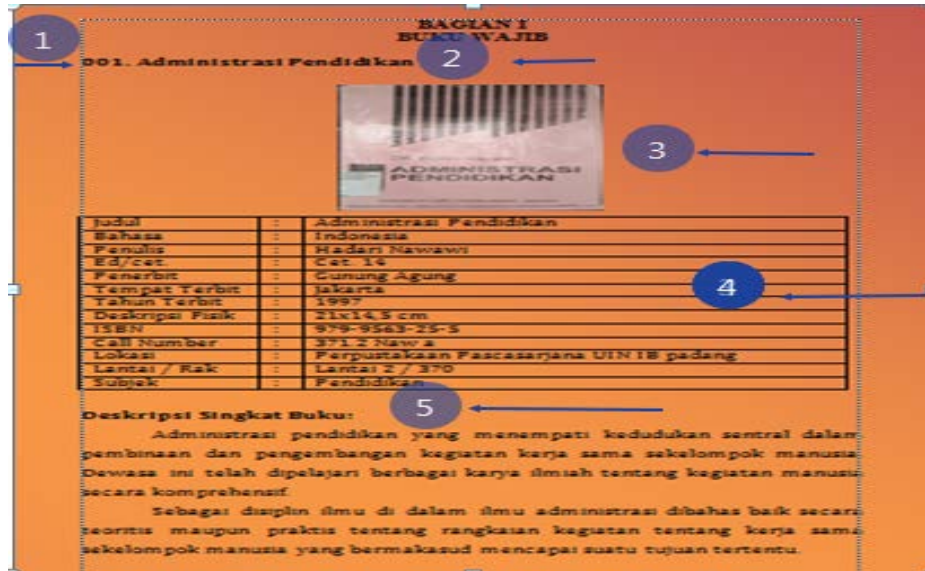 BAGIAN I
1
BUKU WAJIB
001. Administrasi Pendidikan
2
3
ADMINISTRASI
PENDIDIKAN
Judul : Administrasi Pendidikan
Bahasa : Indonesia
Penulis : Hadari Nawawi
Ed/cet. : Cet. 14
Penerbit : Gunung Agung
4
Tempat Terbit : Jakarta
Tahun Terbit : 1997
Deskripsi Fisik : 21x14,5 cm
ISBN : 979-9563-25-5
Call Number : 371.2 Naw a
Lokasi : Perpustakaan Pascasarjana UIN IB padang
Lantai / Rak : Lantai 2 / 370
Subjek : Pendidikan
5
Deskripsi Singkat Buku:
Administrasi pendidikan yang menempati kedudukan sentral dalam
pembinaan dan pengembangan kegiatan kerja sama sekelompok manusia.
Dewasa ini telah dipelajari berbagai karya ilmiah tentang kegiatan manusia
secara komprehensif.
Sebagai disiplin ilmu di dalam ilmu administrasi dibahas baik secara
teoritis maupun praktis tentang rangkaian kegiatan tentang kerja sama
sekelompok manusia yang bermakasud mencapai suatu tujuan tertentu.